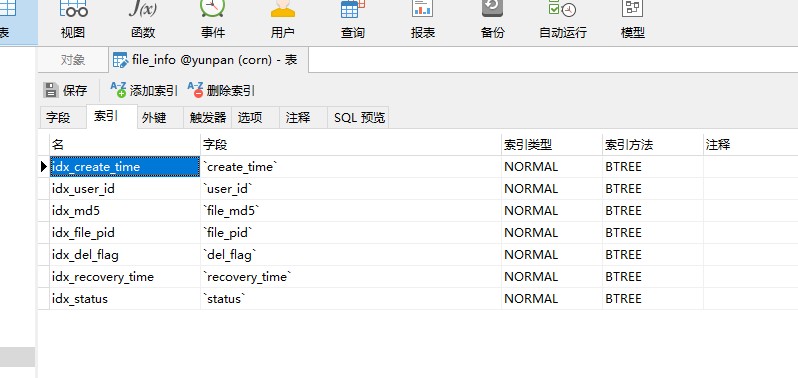 表 视图 函数 事件 用户 查询 报表 备份 自动运行 模型
对象 file_info @yunpan (corn) - 表
保存 添加索引 删除索引
字段 索引 外键 触发器 选项 注释 SQL 预览
名 字段 索引类型 索引方法 注释
idx_create_time `create_time` NORMAL BTREE
idx_user_id `user_id` NORMAL BTREE
idx_md5 `file_md5` NORMAL BTREE
idx_file_pid `file_pid` NORMAL BTREE
idx_del_flag `del_flag` NORMAL BTREE
idx_recovery_time `recovery_time` NORMAL BTREE
idx_status `status` NORMAL BTREE